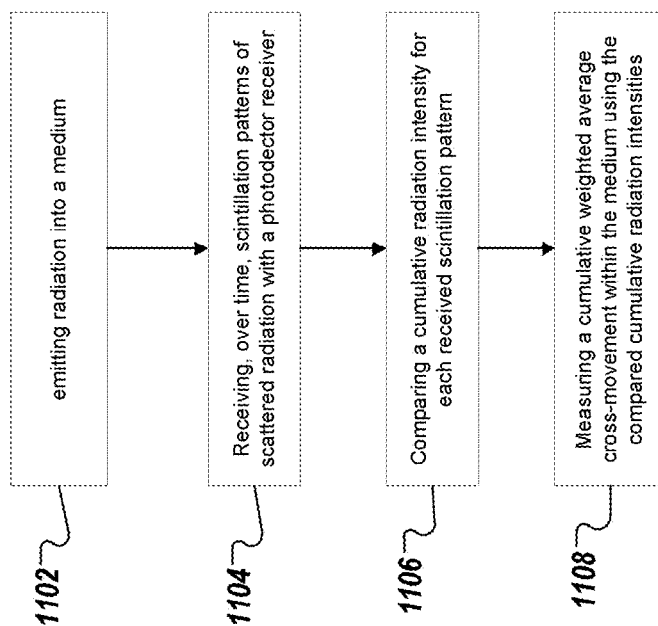 1102
emitting radiation into a medium
1104
Receiving, over time, scintillation patterns of
scattered radiation with a photodector receiver
1106
Comparing a cumulative radiation intensity for
each received scintillation pattern
1108
Measuring a cumulative weighted average
cross-movement within the medium using the
compared cumulative radiation intensities